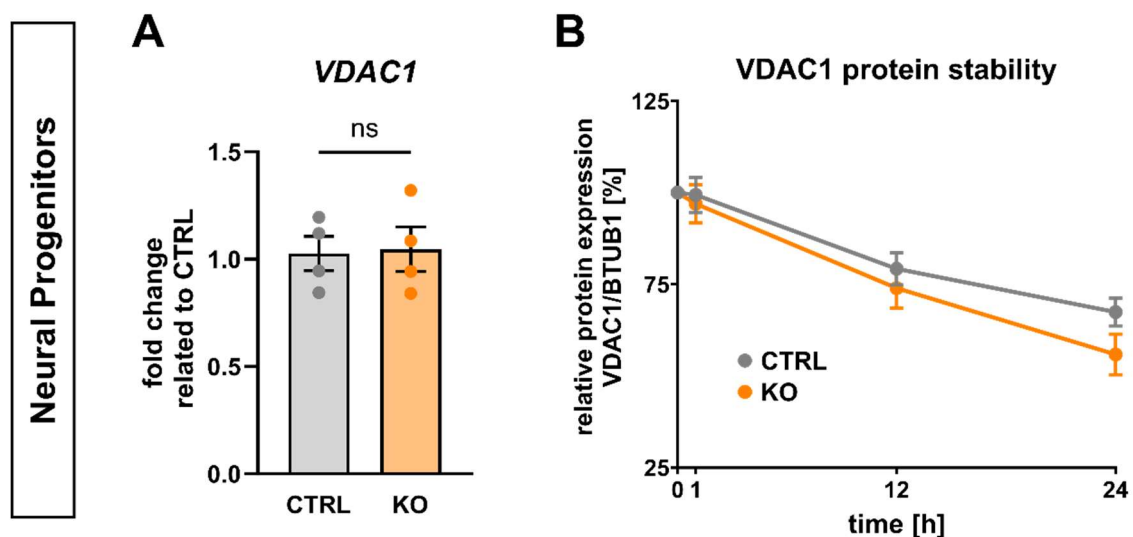 Neural Progenitors
A
VDAC1
ns
fold change
related to CTRL
1.5
1.0
0.5
0.0
CTRL
KO
B
VDAC1 protein stability
relative protein expression
VDAC1/BTUB1 [%]
125
75
25
CTRL
KO
0 1 12 24
time [h]